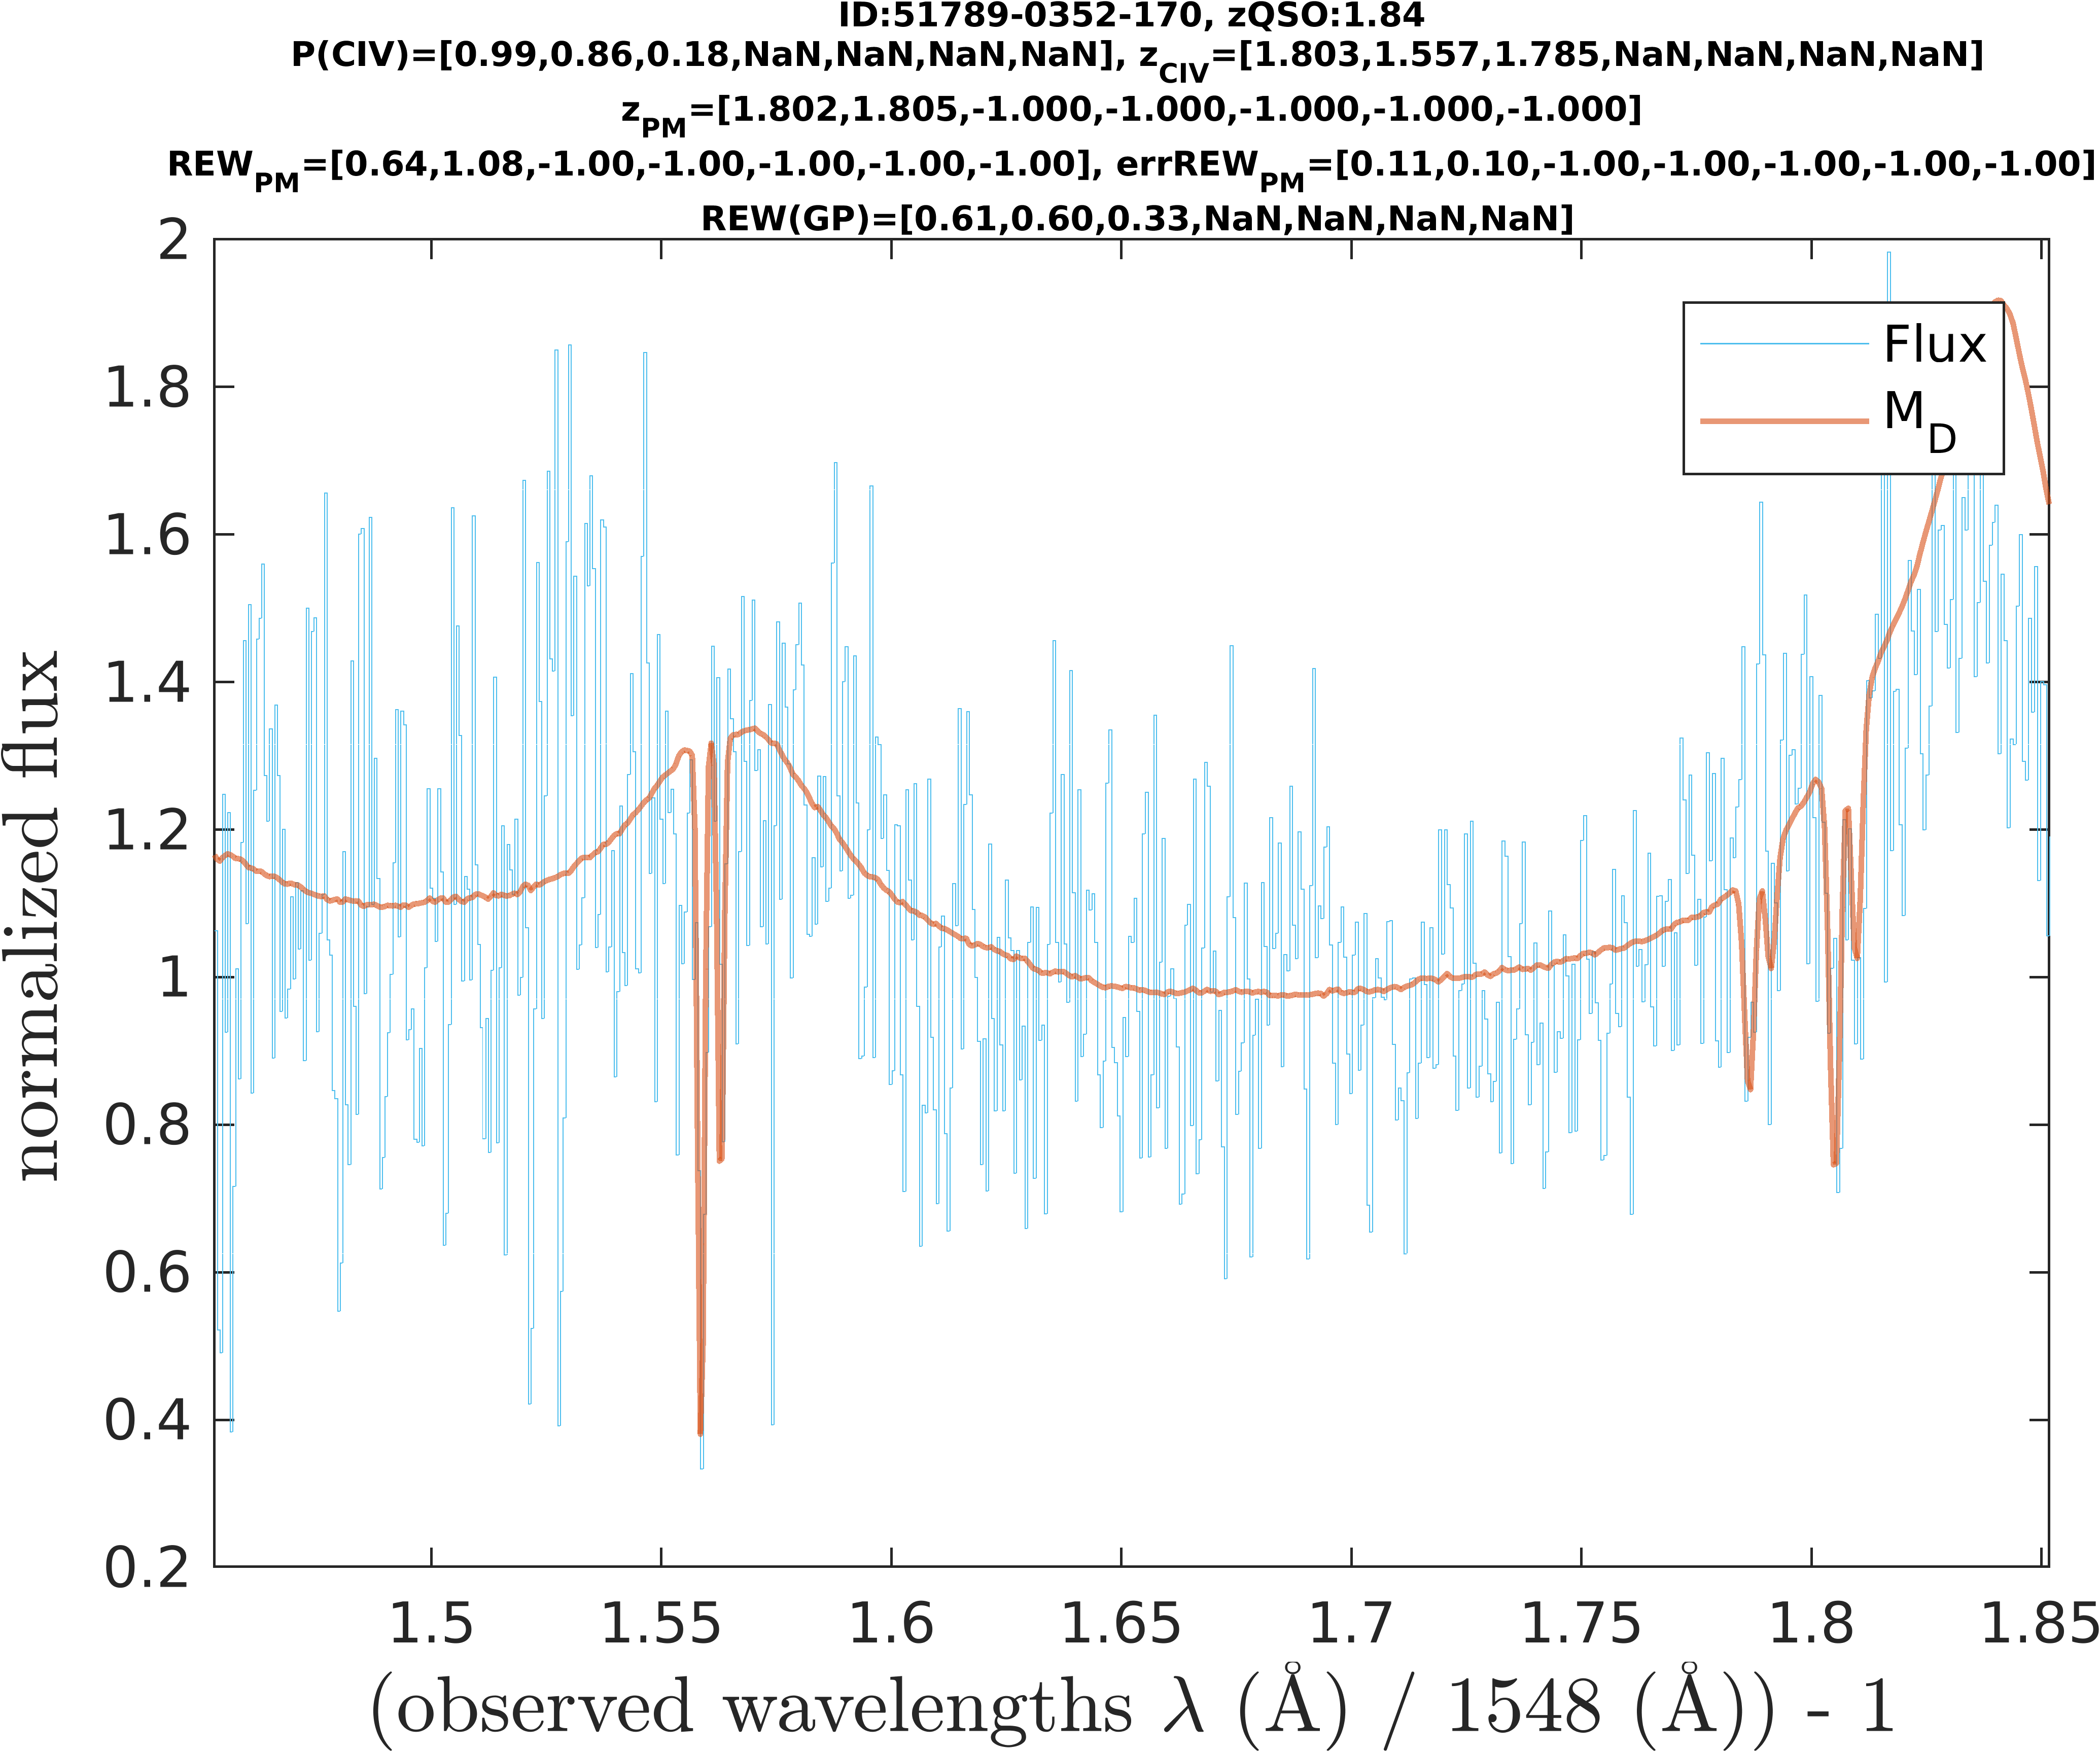 ID:51789-0352-170, zQSO:1.84
P(CIV)=[0.99,0.86,0.18,NaN,NaN,NaN,NaN], zCIV=[1.803,1.557,1.785,NaN,NaN,NaN,NaN]
zPM=[1.802,1.805,-1.000,-1.000,-1.000,-1.000,-1.000]
REWPM=[0.64,1.08,-1.00,-1.00,-1.00,-1.00,-1.00], errREWPM=[0.11,0.10,-1.00,-1.00,-1.00,-1.00,-1.00]
REW(GP)=[0.61,0.60,0.33,NaN,NaN,NaN,NaN]
2
1.8
1.6
1.4
1.2
1
0.8
0.6
0.4
0.2
normalized flux
Flux
MD
1.5 1.55 1.6 1.65 1.7 1.75 1.8 1.85
(observed wavelengths λ (Å) / 1548 (Å)) - 1